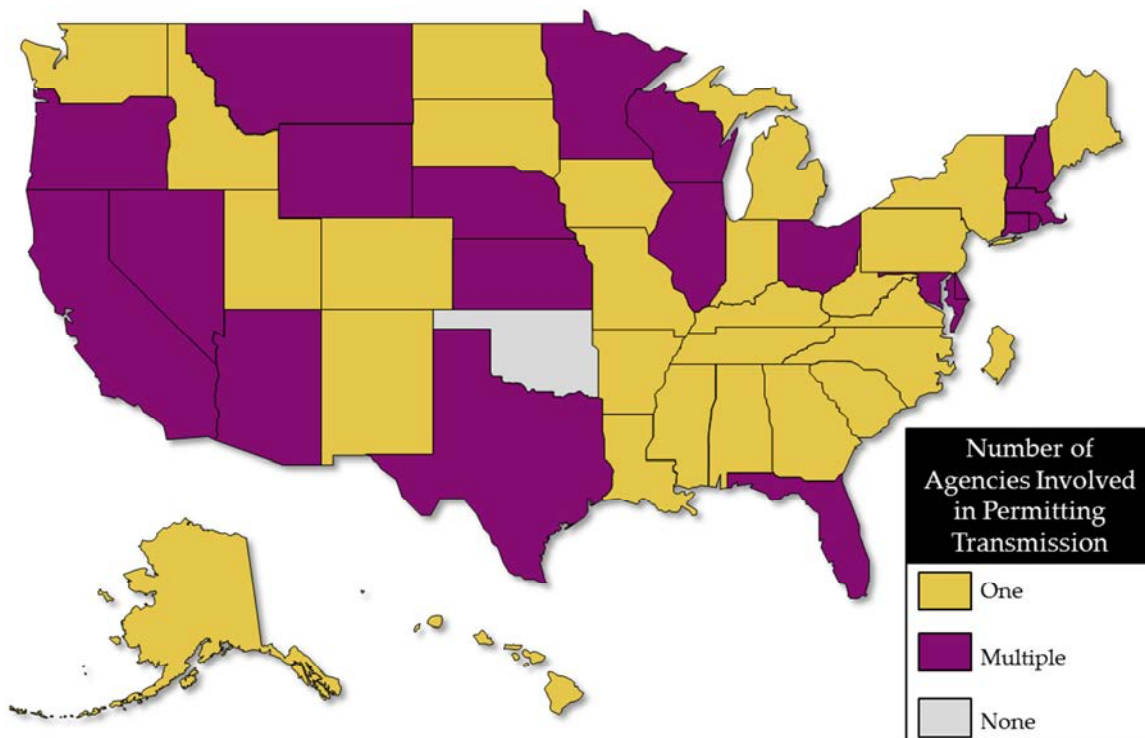 Number of
Agencies Involved
in Permitting
Transmission
One
Multiple
None